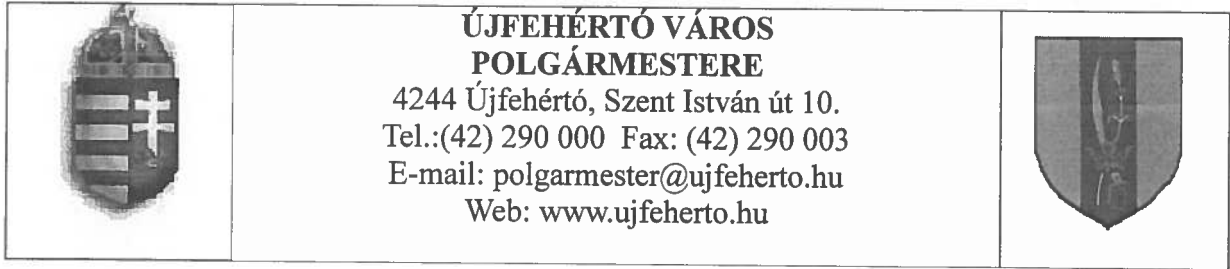 ÚJFEHÉRTÓ VÁROS
POLGÁRMESTERE
4244 Újfehértó, Szent István út 10.
Tel.:(42) 290 000 Fax: (42) 290 003
E-mail: polgarmester@ujfeherto.hu
Web: www.ujfeherto.hu